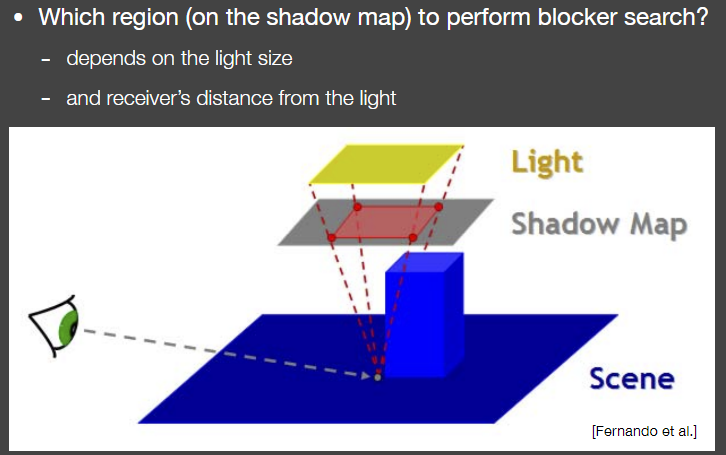 • Which region (on the shadow map) to perform blocker search?
- depends on the light size
- and receiver's distance from the light
Light
Shadow Map
Scene
[Fernando et al.]